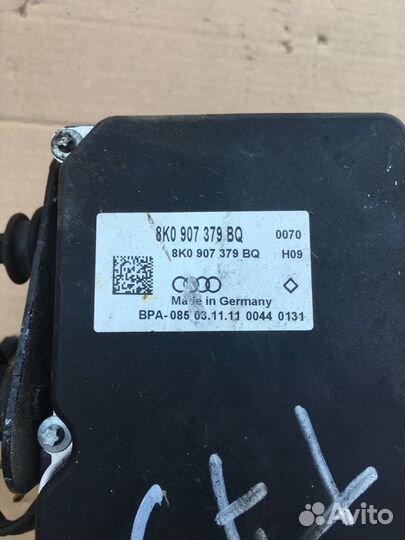 8K0 907 379 BQ 0070
8K0 907 379 BQ H09
Made in Germany
BPA-085 03.11.11 0044 0131
Avito